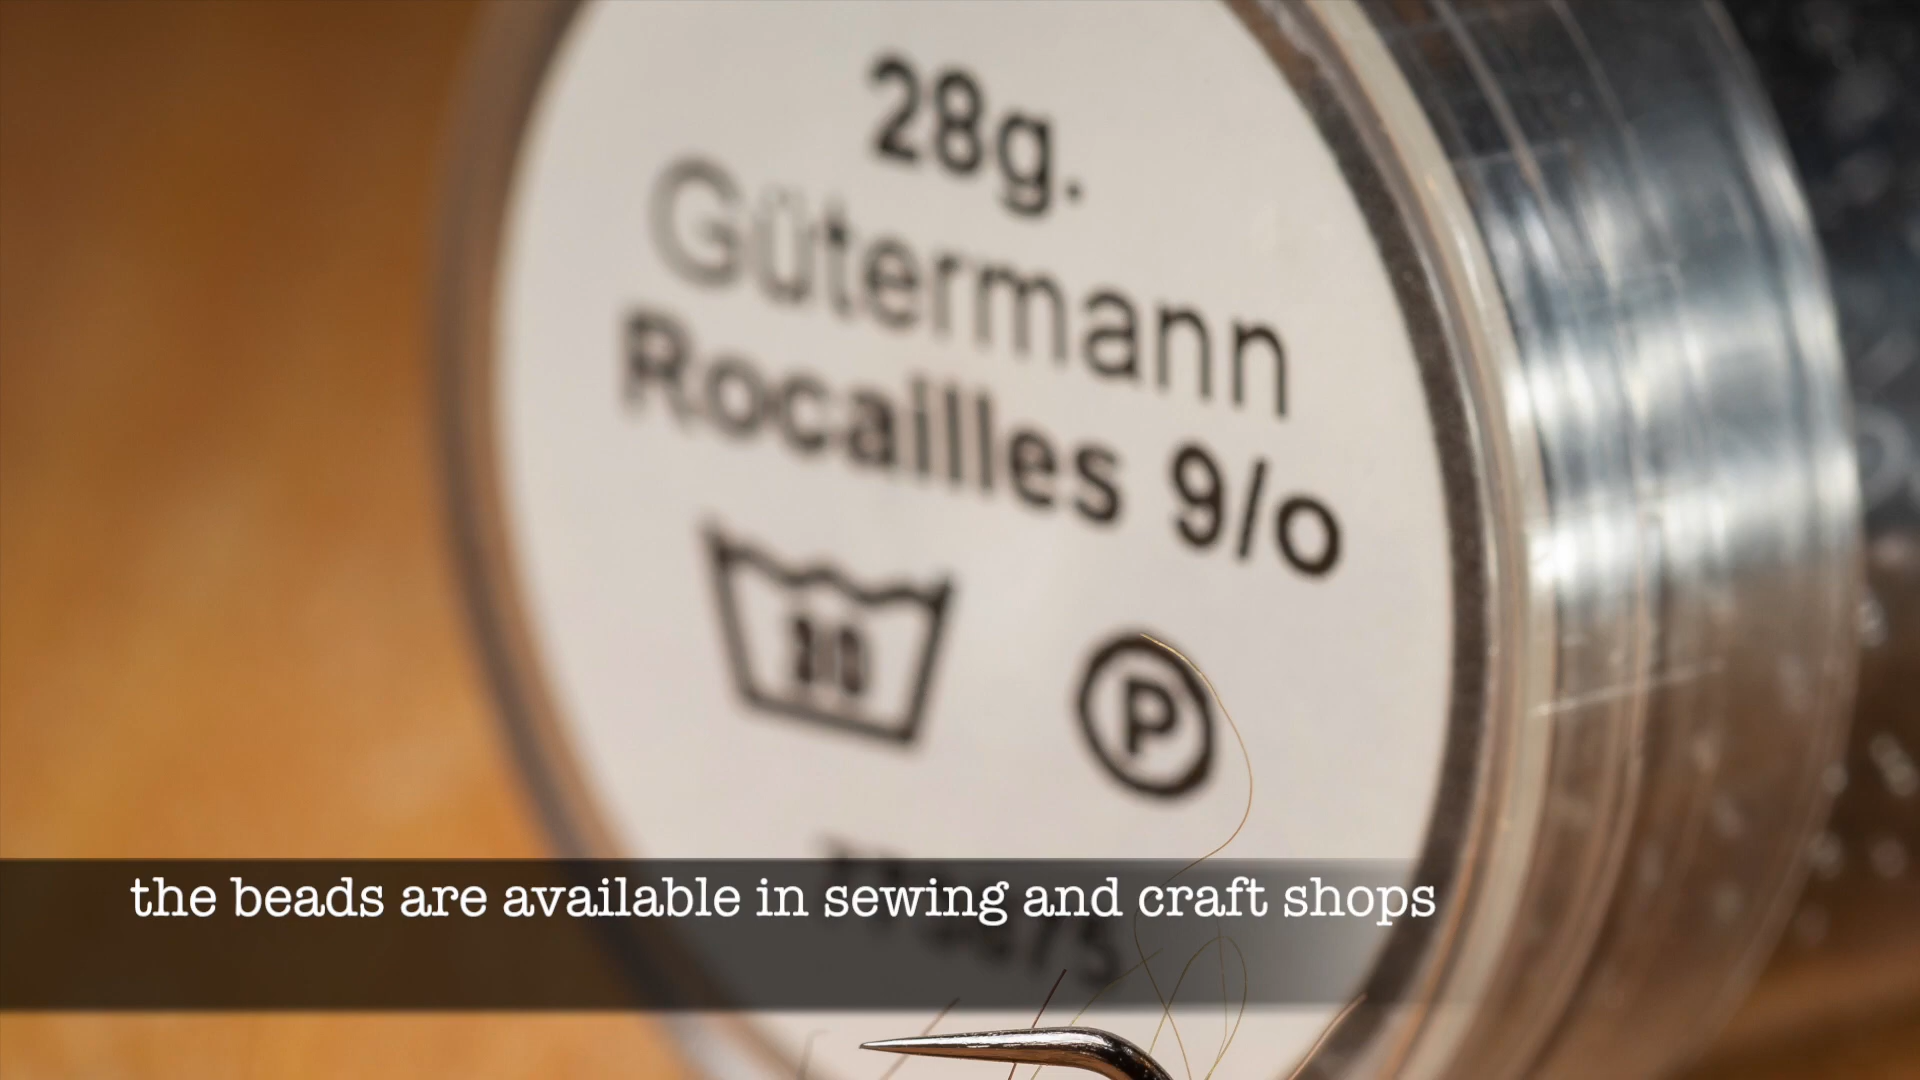 28g.
Gütermann
Rocailles 9/o
30
P
the beads are available in sewing and craft shops